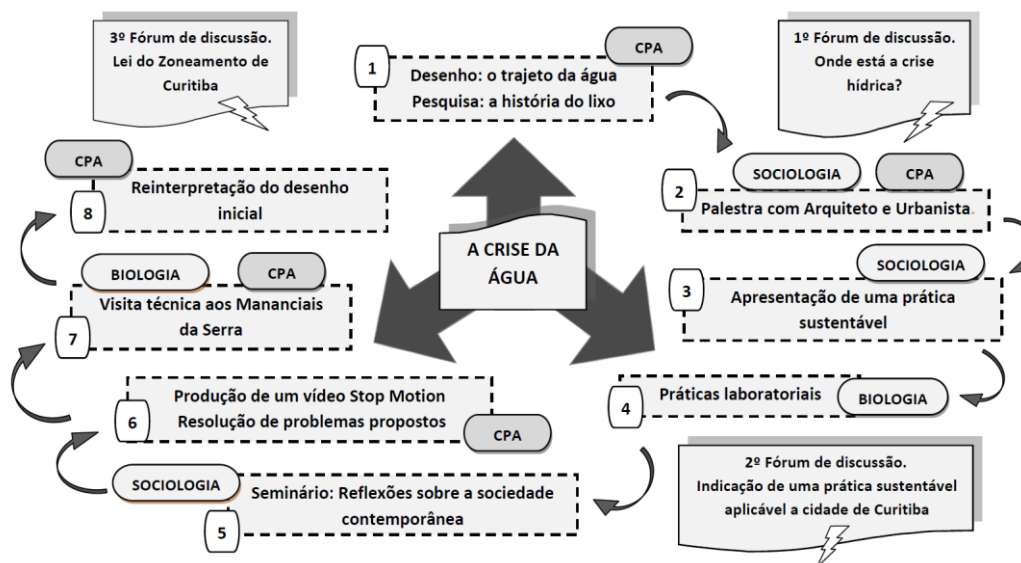 3º Fórum de discussão.
Lei do Zoneamento de
Curitiba
CPA
1
Desenho: o trajeto da água
Pesquisa: a história do lixo
1º Fórum de discussão.
Onde está a crise
hídrica?
SOCIOLOGIA
CPA
2
Palestra com Arquiteto e Urbanista.
SOCIOLOGIA
3
Apresentação de uma prática
sustentável
4
Práticas laboratoriais
BIOLOGIA
2º Fórum de discussão.
Indicação de uma prática sustentável
aplicável a cidade de Curitiba
A CRISE DA
ÁGUA
SOCIOLOGIA
5
Seminário: Reflexões sobre a sociedade
contemporânea
6
Produção de um vídeo Stop Motion
Resolução de problemas propostos
CPA
BIOLOGIA
CPA
7
Visita técnica aos Mananciais
da Serra
CPA
8
Reinterpretação do desenho
inicial